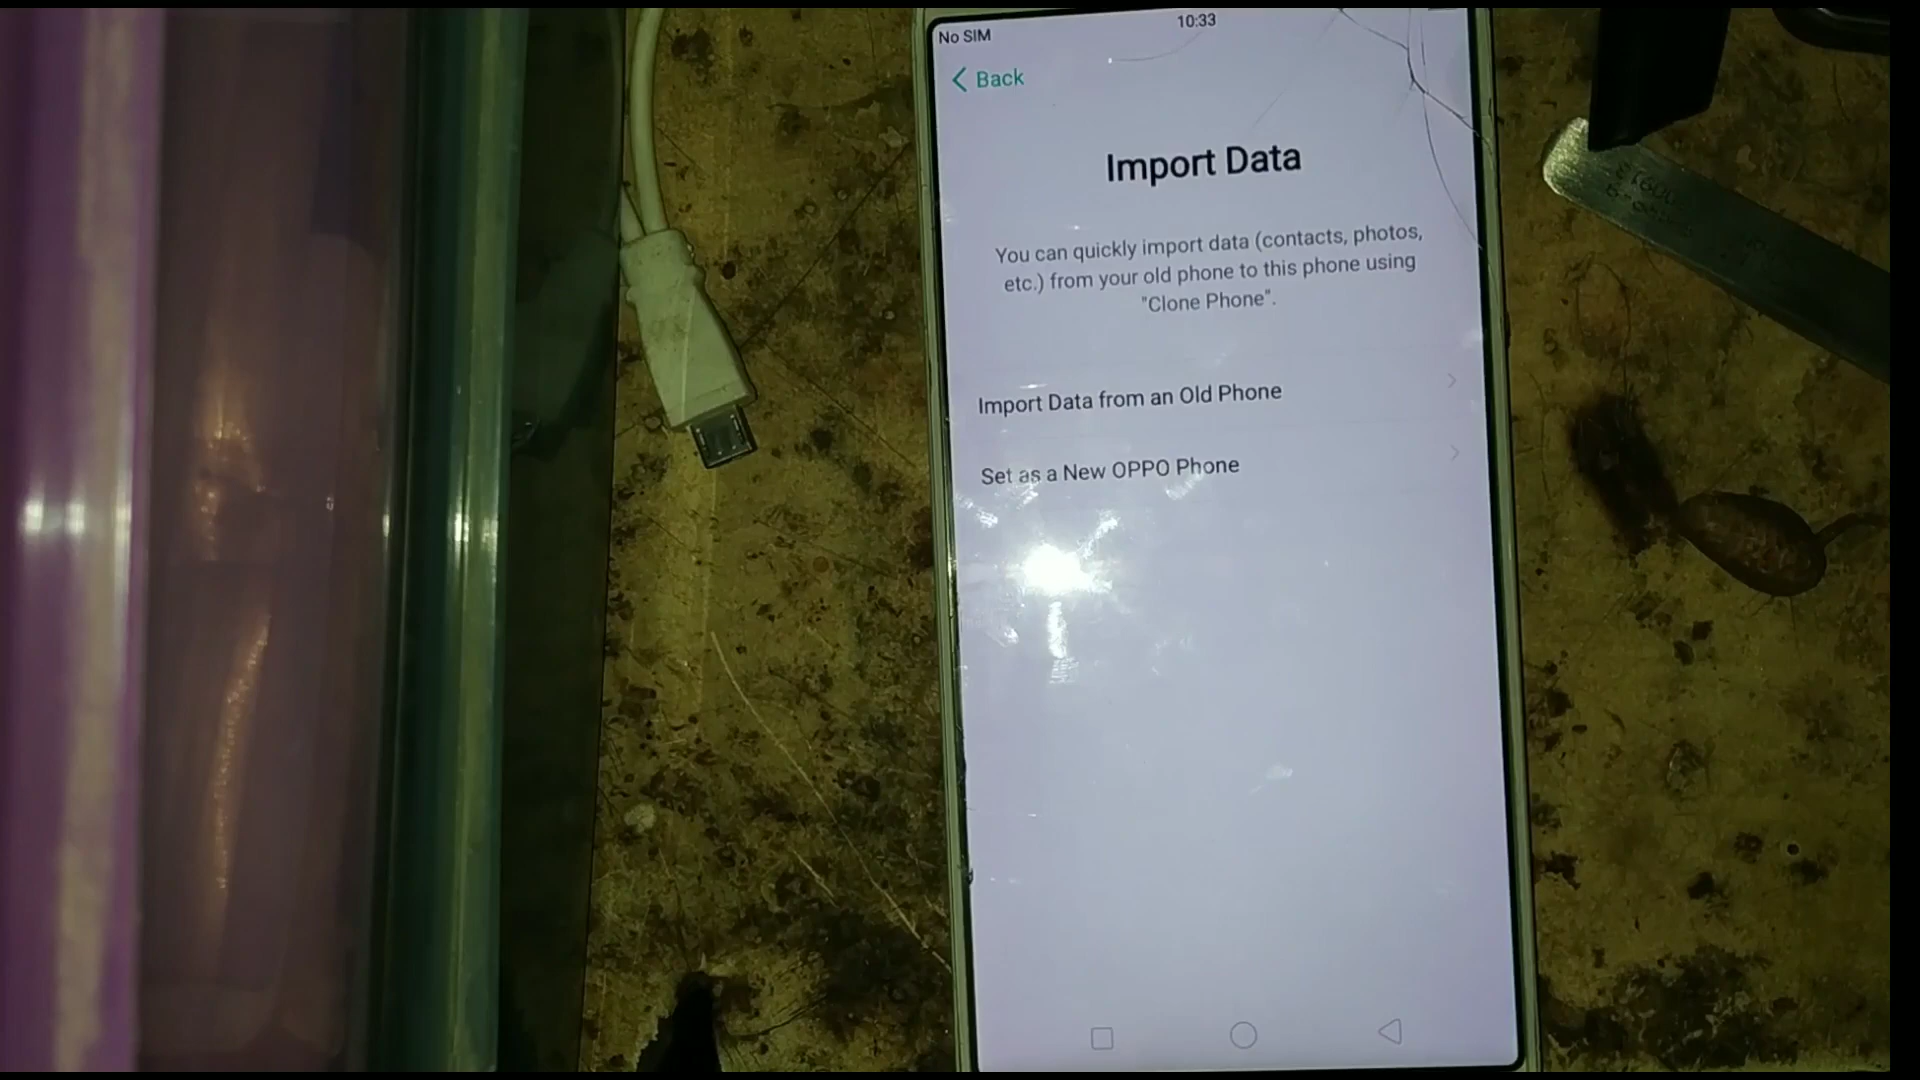 No SIM
10:33
Back
Import Data
You can quickly import data (contacts, photos,
etc.) from your old phone to this phone using
"Clone Phone".
Import Data from an Old Phone
Set as a New OPPO Phone